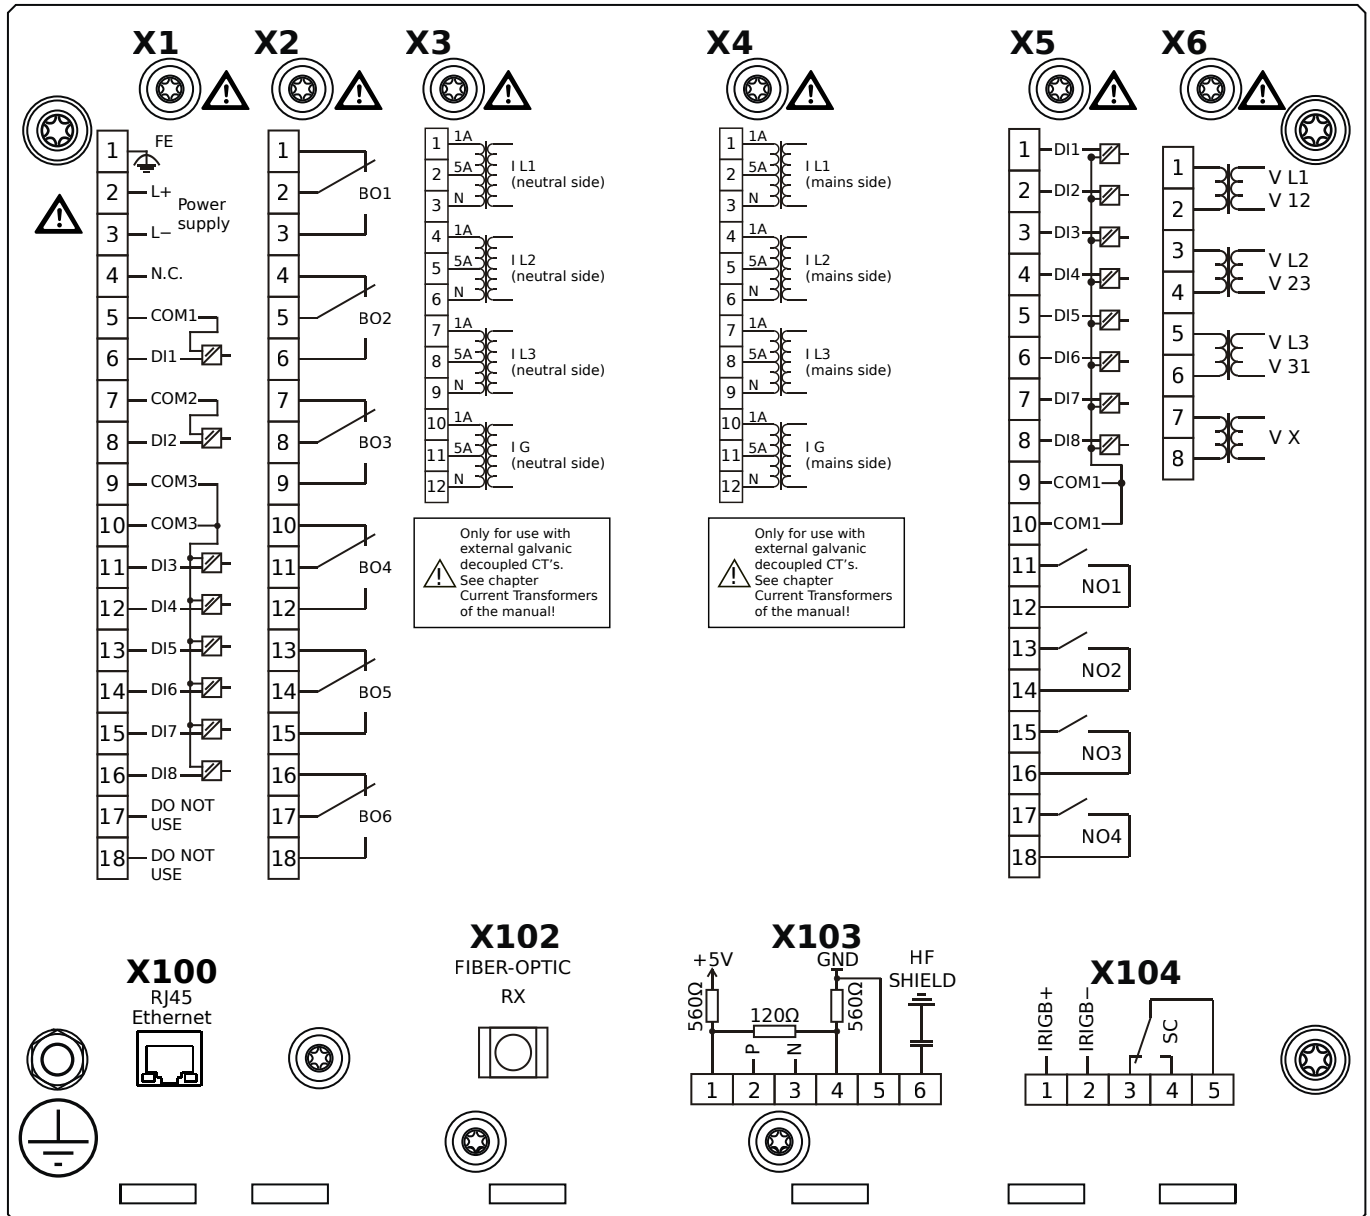 X1
X2
X3
X4
X5
X6
1
FE
2
L+
Power
supply
3
L−
4
N.C.
5
COM1
6
DI1
7
COM2
8
DI2
9
COM3
10
COM3
11
DI3
12
DI4
13
DI5
14
DI6
15
DI7
16
DI8
17
DO NOT
USE
18
DO NOT
USE
1
2
BO1
3
4
5
BO2
6
7
8
BO3
9
10
11
BO4
12
13
14
BO5
15
16
17
BO6
18
1
1A
2
5A
I L1
(neutral side)
3
N
4
1A
5
5A
I L2
(neutral side)
6
N
7
1A
8
5A
I L3
(neutral side)
9
N
10
1A
11
5A
I G
(neutral side)
12
N
Only for use with
external galvanic
decoupled CT's.
See chapter
Current Transformers
of the manual!
1
1A
2
5A
I L1
(mains side)
3
N
4
1A
5
5A
I L2
(mains side)
6
N
7
1A
8
5A
I L3
(mains side)
9
N
10
1A
11
5A
I G
(mains side)
12
N
Only for use with
external galvanic
decoupled CT's.
See chapter
Current Transformers
of the manual!
1
DI1
2
DI2
3
DI3
4
DI4
5
DI5
6
DI6
7
DI7
8
DI8
9
COM1
10
COM1
11
NO1
12
13
NO2
14
15
NO3
16
17
NO4
18
1
V L1
V 12
2
3
V L2
V 23
4
5
V L3
V 31
6
7
V X
8
X100
RJ45
Ethernet
X102
FIBER-OPTIC
RX
X103
+5V
GND
HF
SHIELD
560Ω
120Ω
560Ω
P
N
1 2 3 4 5 6
X104
IRIGB+
IRIGB−
SC
1 2 3 4 5